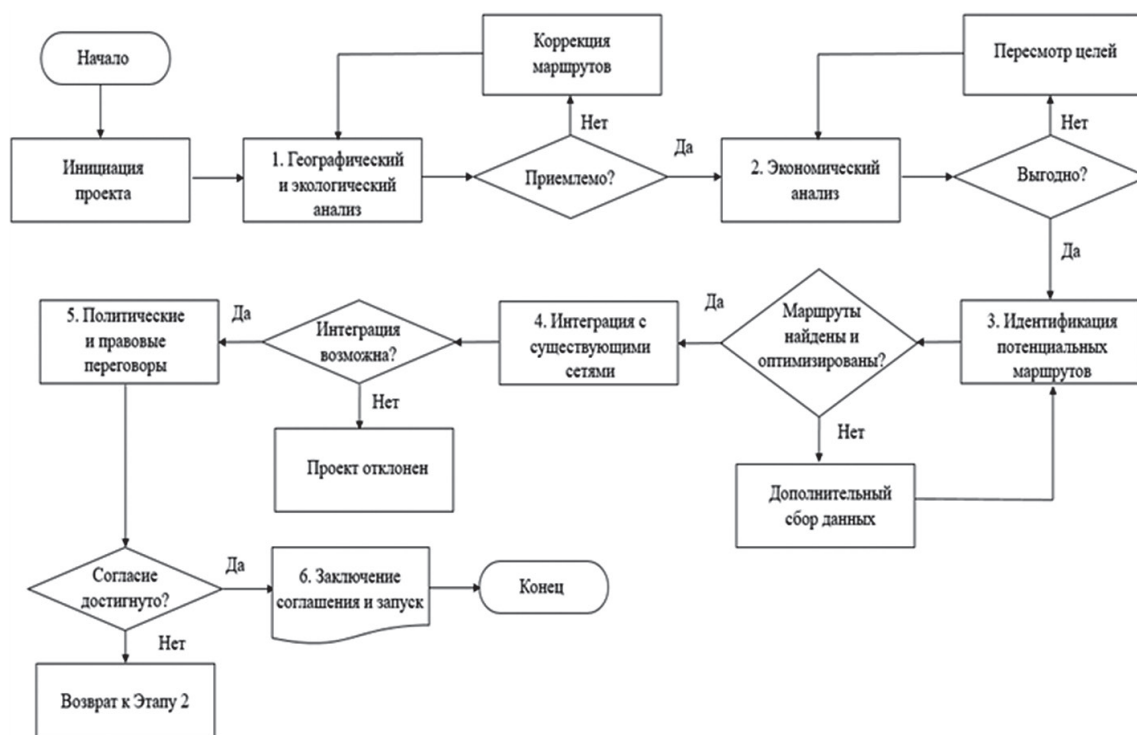 Начало
Инициация
проекта
1. Географический
и экологический
анализ
Коррекция
маршрутов
Нет
Приемлемо?
Да
2. Экономический
анализ
Пересмотр целей
Нет
Выгодно?
Да
3. Идентификация
потенциальных
маршрутов
Маршруты
найдены и
оптимизированы?
Да
Нет
Дополнительный
сбор данных
4. Интеграция с
существующими
сетями
Интеграция
возможна?
Да
Нет
Проект отклонен
5. Политические
и правовые
переговоры
Согласие
достигнуто?
Да
Нет
Возврат к Этапу 2
6. Заключение
соглашения и запуск
Конец